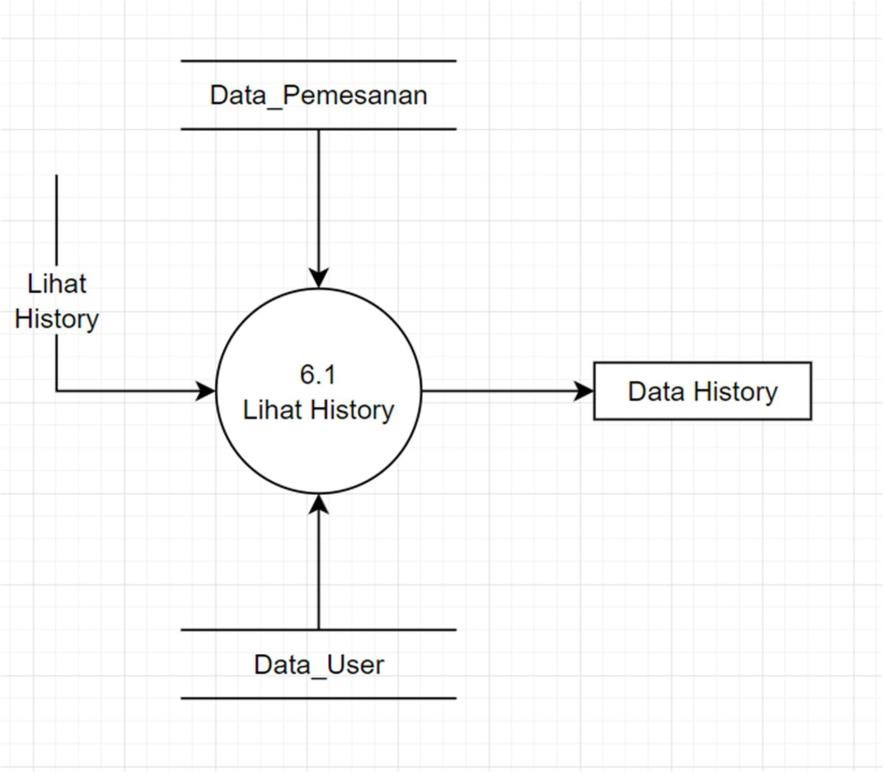 Data_Pemesanan
Lihat
History
6.1
Lihat History
Data History
Data_User